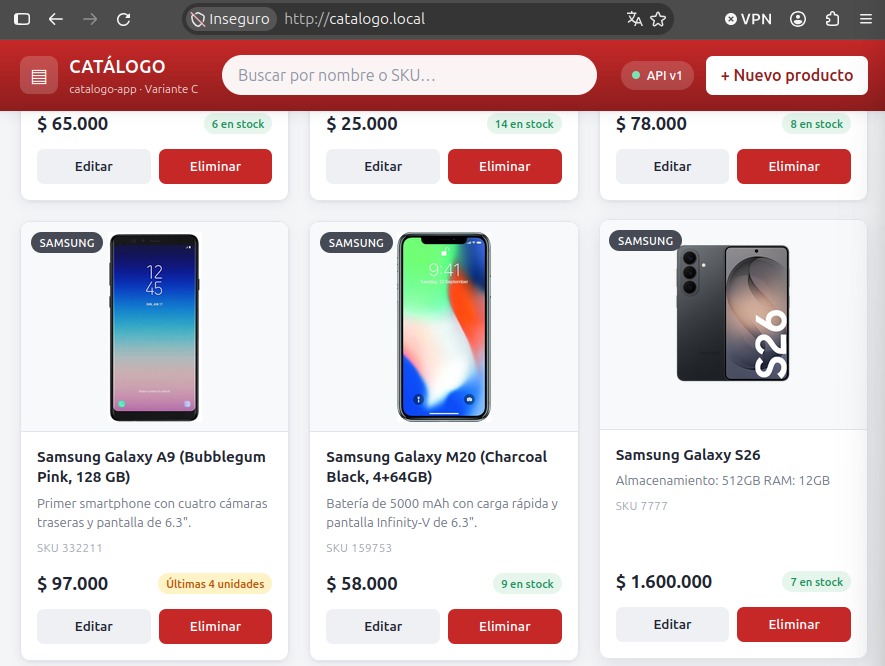 Inseguro http://catalogo.local VPN
CATÁLOGO
catalogo-app · Variante C
Buscar por nombre o SKU...
API v1
+ Nuevo producto
$ 65.000 6 en stock
Editar Eliminar
$ 25.000 14 en stock
Editar Eliminar
$ 78.000 8 en stock
Editar Eliminar
SAMSUNG
12
45
Samsung Galaxy A9 (Bubblegum
Pink, 128 GB)
Primer smartphone con cuatro cámaras
traseras y pantalla de 6.3".
SKU 332211
$ 97.000 Últimas 4 unidades
Editar Eliminar
SAMSUNG
9:41
Samsung Galaxy M20 (Charcoal
Black, 4+64GB)
Batería de 5000 mAh con carga rápida y
pantalla Infinity-V de 6.3".
SKU 159753
$ 58.000 9 en stock
Editar Eliminar
SAMSUNG
S26
Samsung Galaxy S26
Almacenamiento: 512GB RAM: 12GB
SKU 7777
$ 1.600.000 7 en stock
Editar Eliminar